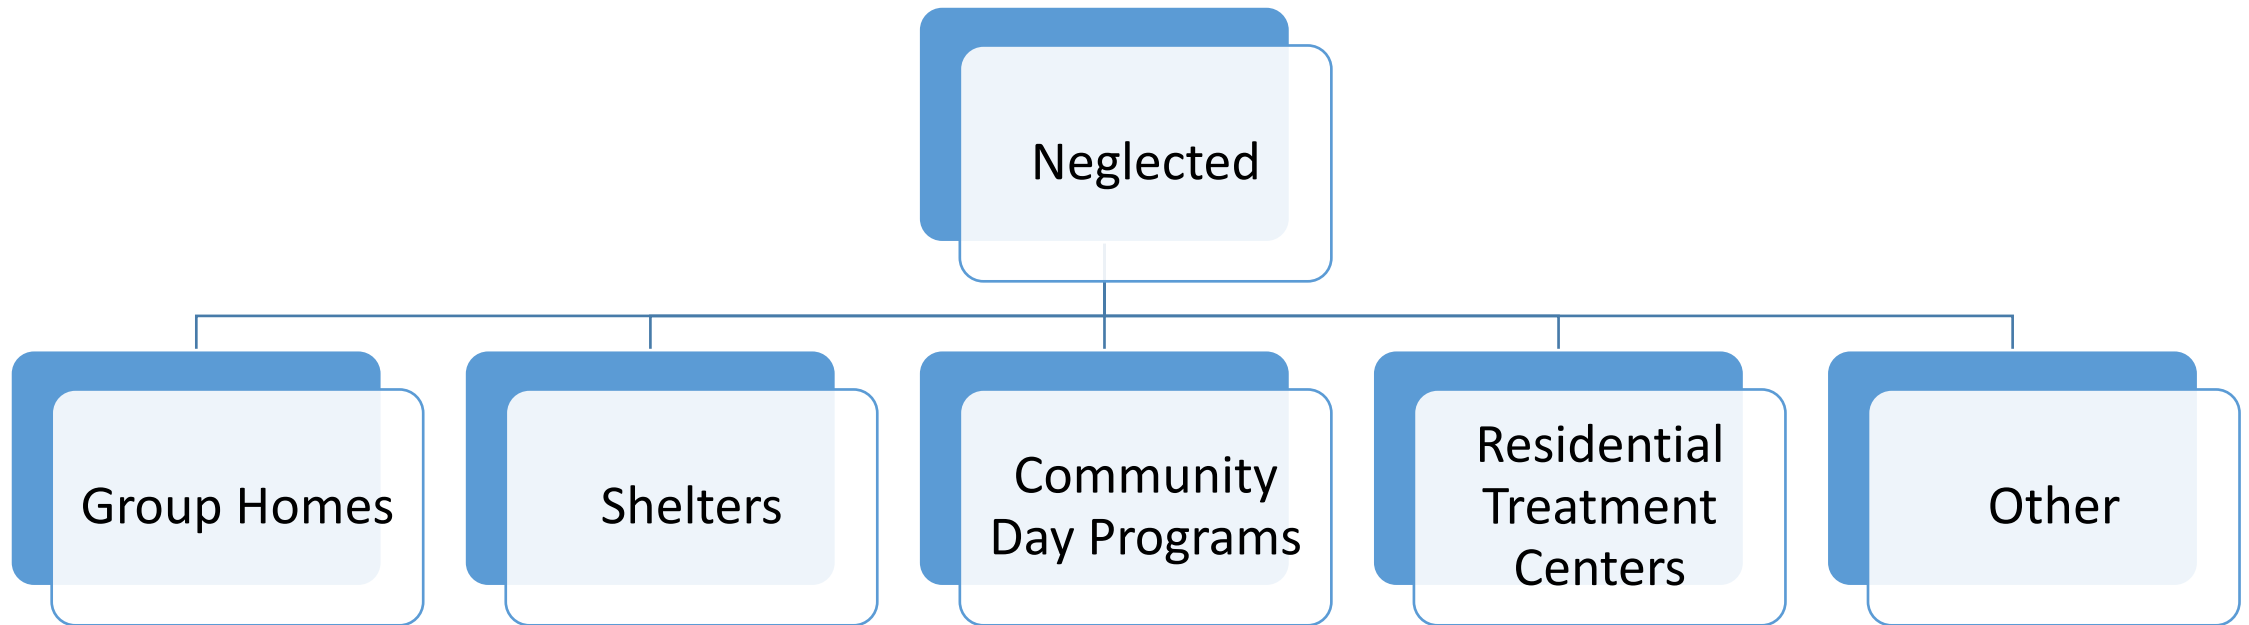 Neglected
Group Homes
Shelters
Community
Day Programs
Residential
Treatment
Centers
Other